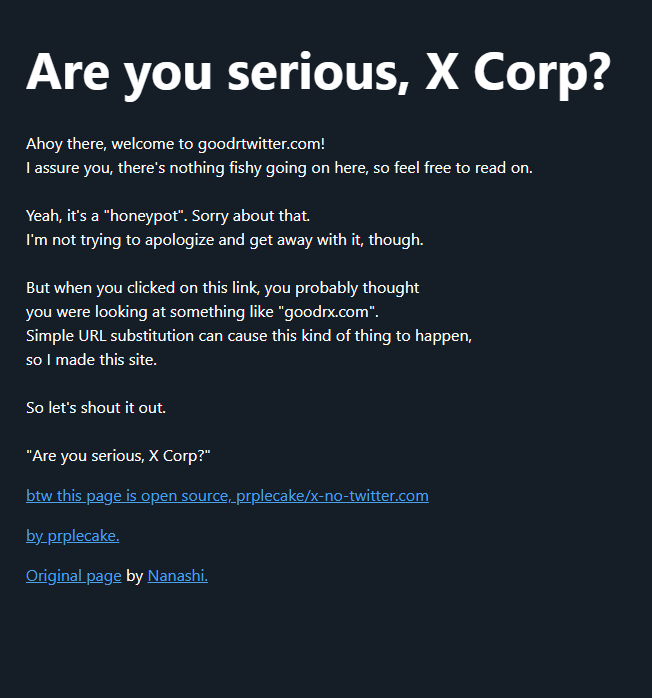 Are you serious, X Corp?
Ahoy there, welcome to goodrtwitter.com!
I assure you, there's nothing fishy going on here, so feel free to read on.
Yeah, it's a "honeypot". Sorry about that.
I'm not trying to apologize and get away with it, though.
But when you clicked on this link, you probably thought
you were looking at something like "goodrx.com".
Simple URL substitution can cause this kind of thing to happen,
so I made this site.
So let's shout it out.
"Are you serious, X Corp?"
btw this page is open source, prplecake/x-no-twitter.com
by prplecake.
Original page by Nanashi.